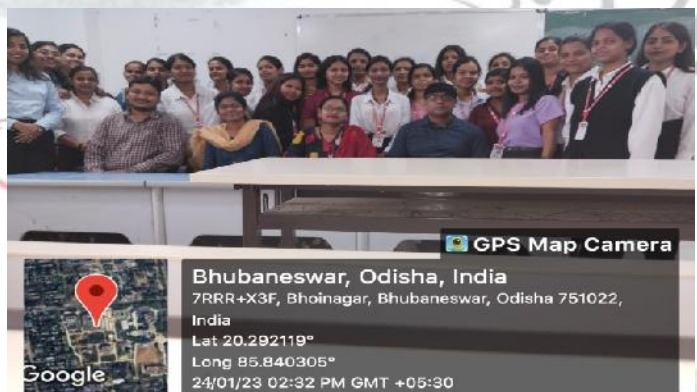 GPS Map Camera
Bhubaneswar, Odisha, India
7RRR+X3F, Bhoinagar, Bhubaneswar, Odisha 751022,
India
Lat 20.292119°
Long 85.840305°
24/01/23 02:32 PM GMT +05:30
Google